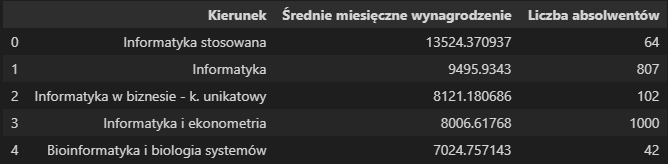 Kierunek Średnie miesięczne wynagrodzenie Liczba absolwentów
0 Informatyka stosowana 13524.370937 64
1 Informatyka 9495.9343 807
2 Informatyka w biznesie - k. unikatowy 8121.180686 102
3 Informatyka i ekonometria 8006.61768 1000
4 Bioinformatyka i biologia systemów 7024.757143 42